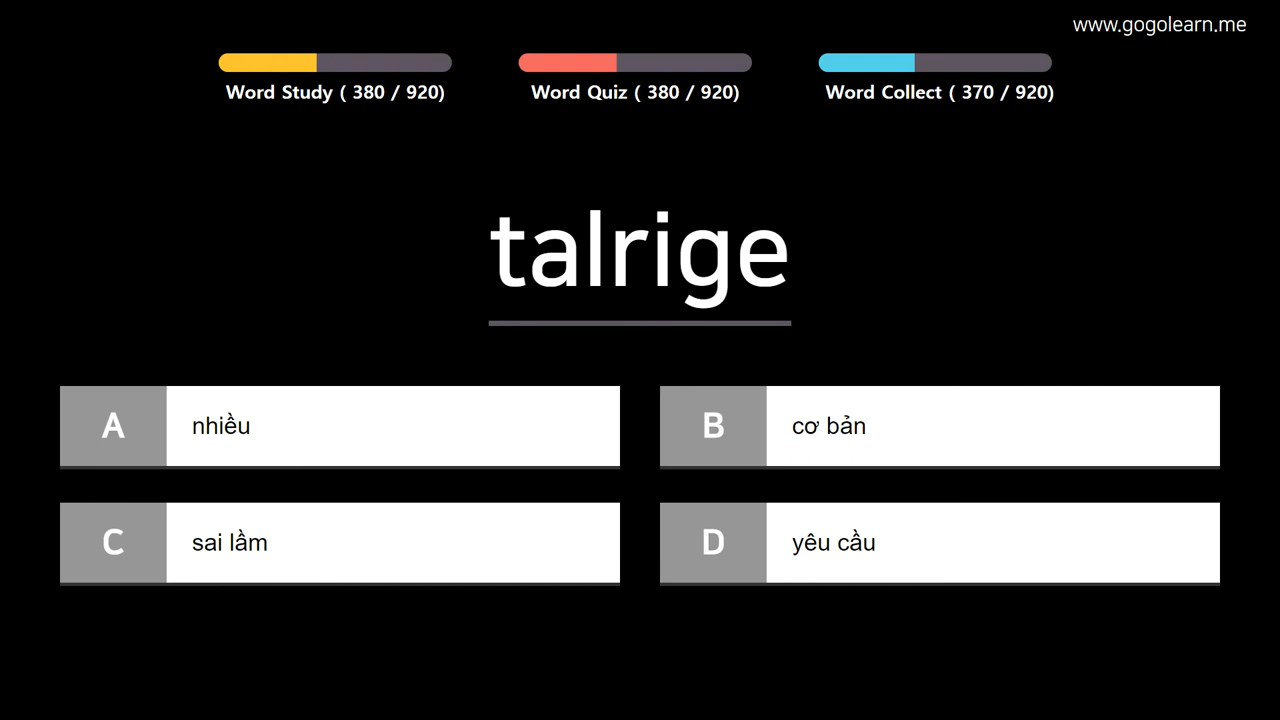 www.gogolearn.me
Word Study ( 380 / 920)
Word Quiz ( 380 / 920)
Word Collect ( 370 / 920)
talrige
A nhiều
B cơ bản
C sai lầm
D yêu cầu